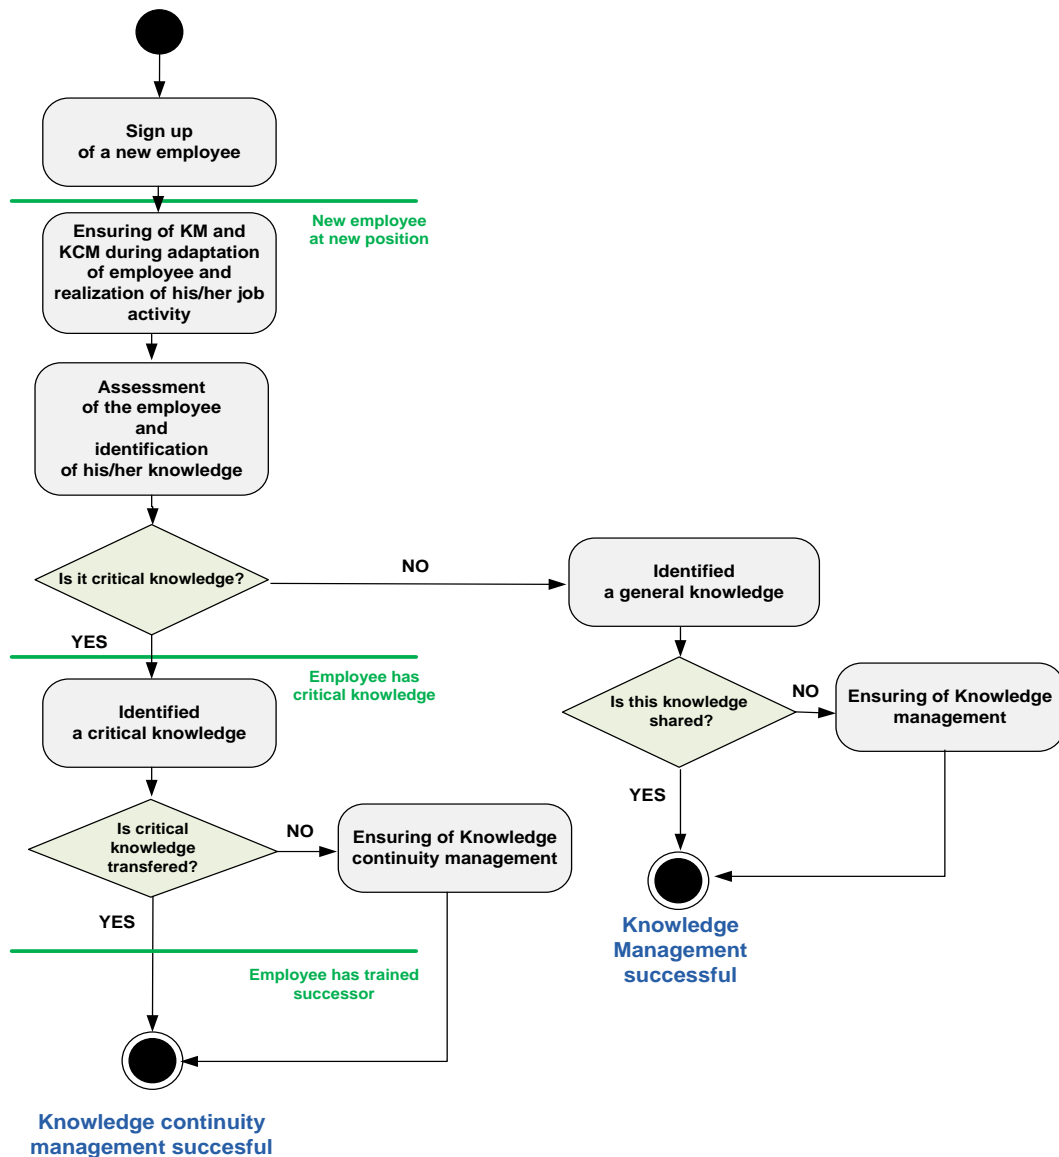 Sign up
of a new employee
New employee
at new position
Ensuring of KM and
KCM during adaptation
of employee and
realization of his/her job
activity
Assessment
of the employee
and
identification
of his/her knowledge
Is it critical knowledge?
NO
Identified
a general knowledge
YES
Employee has
critical knowledge
Identified
a critical knowledge
Is this knowledge
shared?
NO
Ensuring of Knowledge
management
YES
Is critical
knowledge
transfered?
NO
Ensuring of Knowledge
continuity management
YES
Knowledge
Management
successful
Employee has trained
successor
Knowledge continuity
management succesful